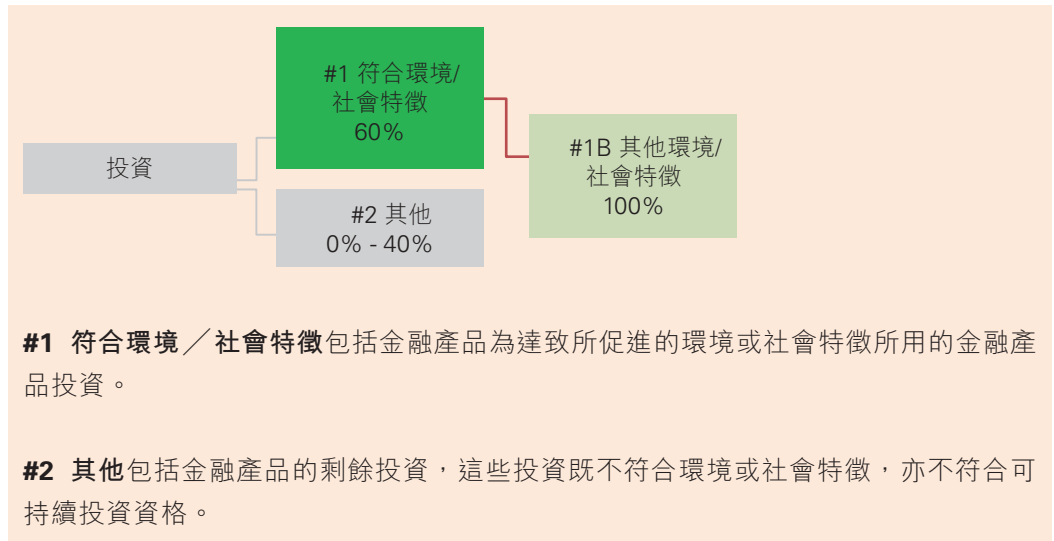 #1 符合環境/
社會特徵
60%
投資
#1B 其他環境/
社會特徵
100%
#2 其他
0% - 40%
#1 符合環境╱社會特徵包括金融產品為達致所促進的環境或社會特徵所用的金融產
品投資。
#2 其他包括金融產品的剩餘投資，這些投資既不符合環境或社會特徵，亦不符合可
持續投資資格。